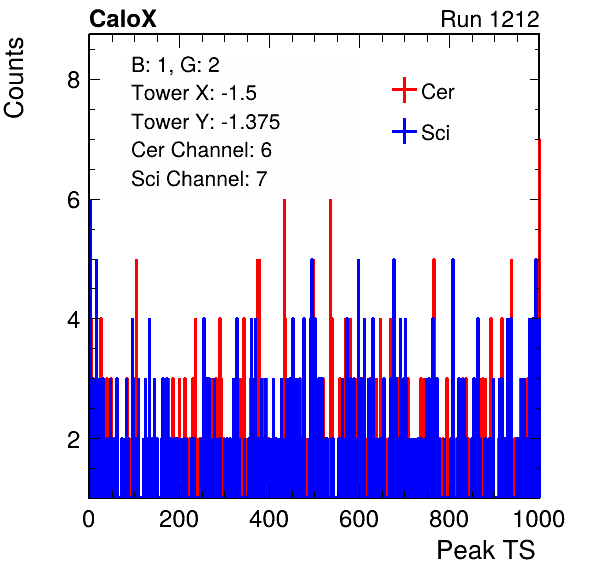 CaloX Run 1212
Counts
B: 1, G: 2
Tower X: -1.5
Tower Y: -1.375
Cer Channel: 6
Sci Channel: 7
Cer
Sci
8
6
4
2
0 200 400 600 800 1000
Peak TS